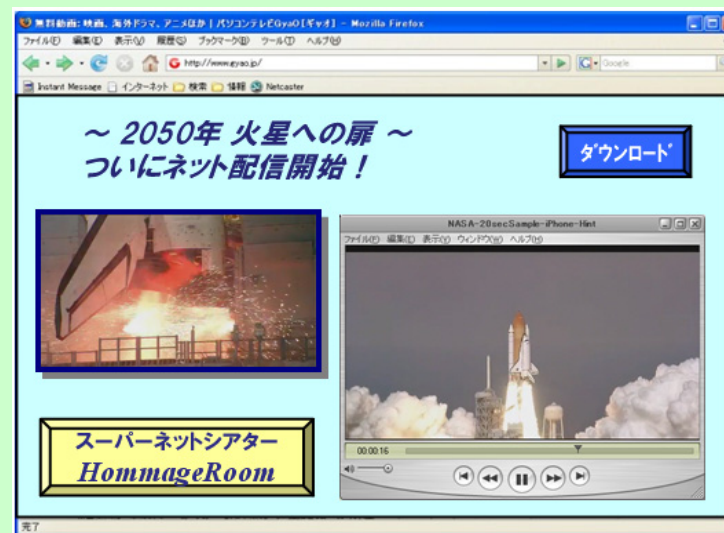 無料動画: 映画、海外ドラマ、アニメほか | パソコンテレビGyaO[ギャオ] - Mozilla Firefox
ファイル(F) 編集(E) 表示(V) 履歴(S) ブックマーク(B) ツール(T) ヘルプ(H)
http://www.gyao.jp/
Google
Instant Message インターネット 検索 情報 Netcaster
～ 2050年 火星への扉 ～
ついにネット配信開始！
ダウンロード
NASA-20secSample-iPhone-Hint
ファイル(F) 編集(E) 表示(V) ウィンドウ(W) ヘルプ(H)
00:00:16
スーパーネットシアター
HommageRoom
完了